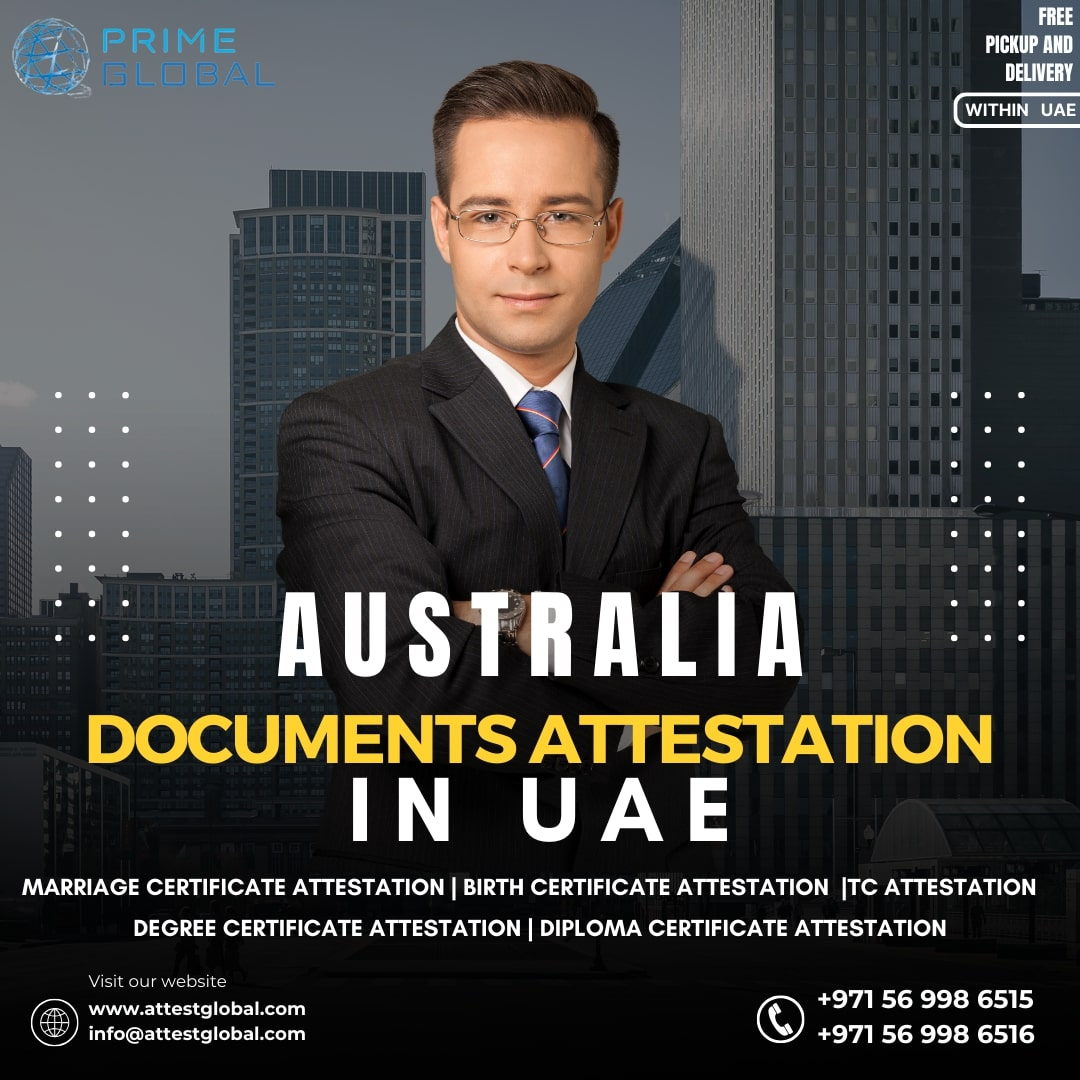 PRIME
GLOBAL
FREE
PICKUP AND
DELIVERY
WITHIN UAE
AUSTRALIA
DOCUMENTS ATTESTATION
IN UAE
MARRIAGE CERTIFICATE ATTESTATION | BIRTH CERTIFICATE ATTESTATION |TC ATTESTATION
DEGREE CERTIFICATE ATTESTATION | DIPLOMA CERTIFICATE ATTESTATION
Visit our website
www.attestglobal.com
info@attestglobal.com
+971 56 998 6515
+971 56 998 6516